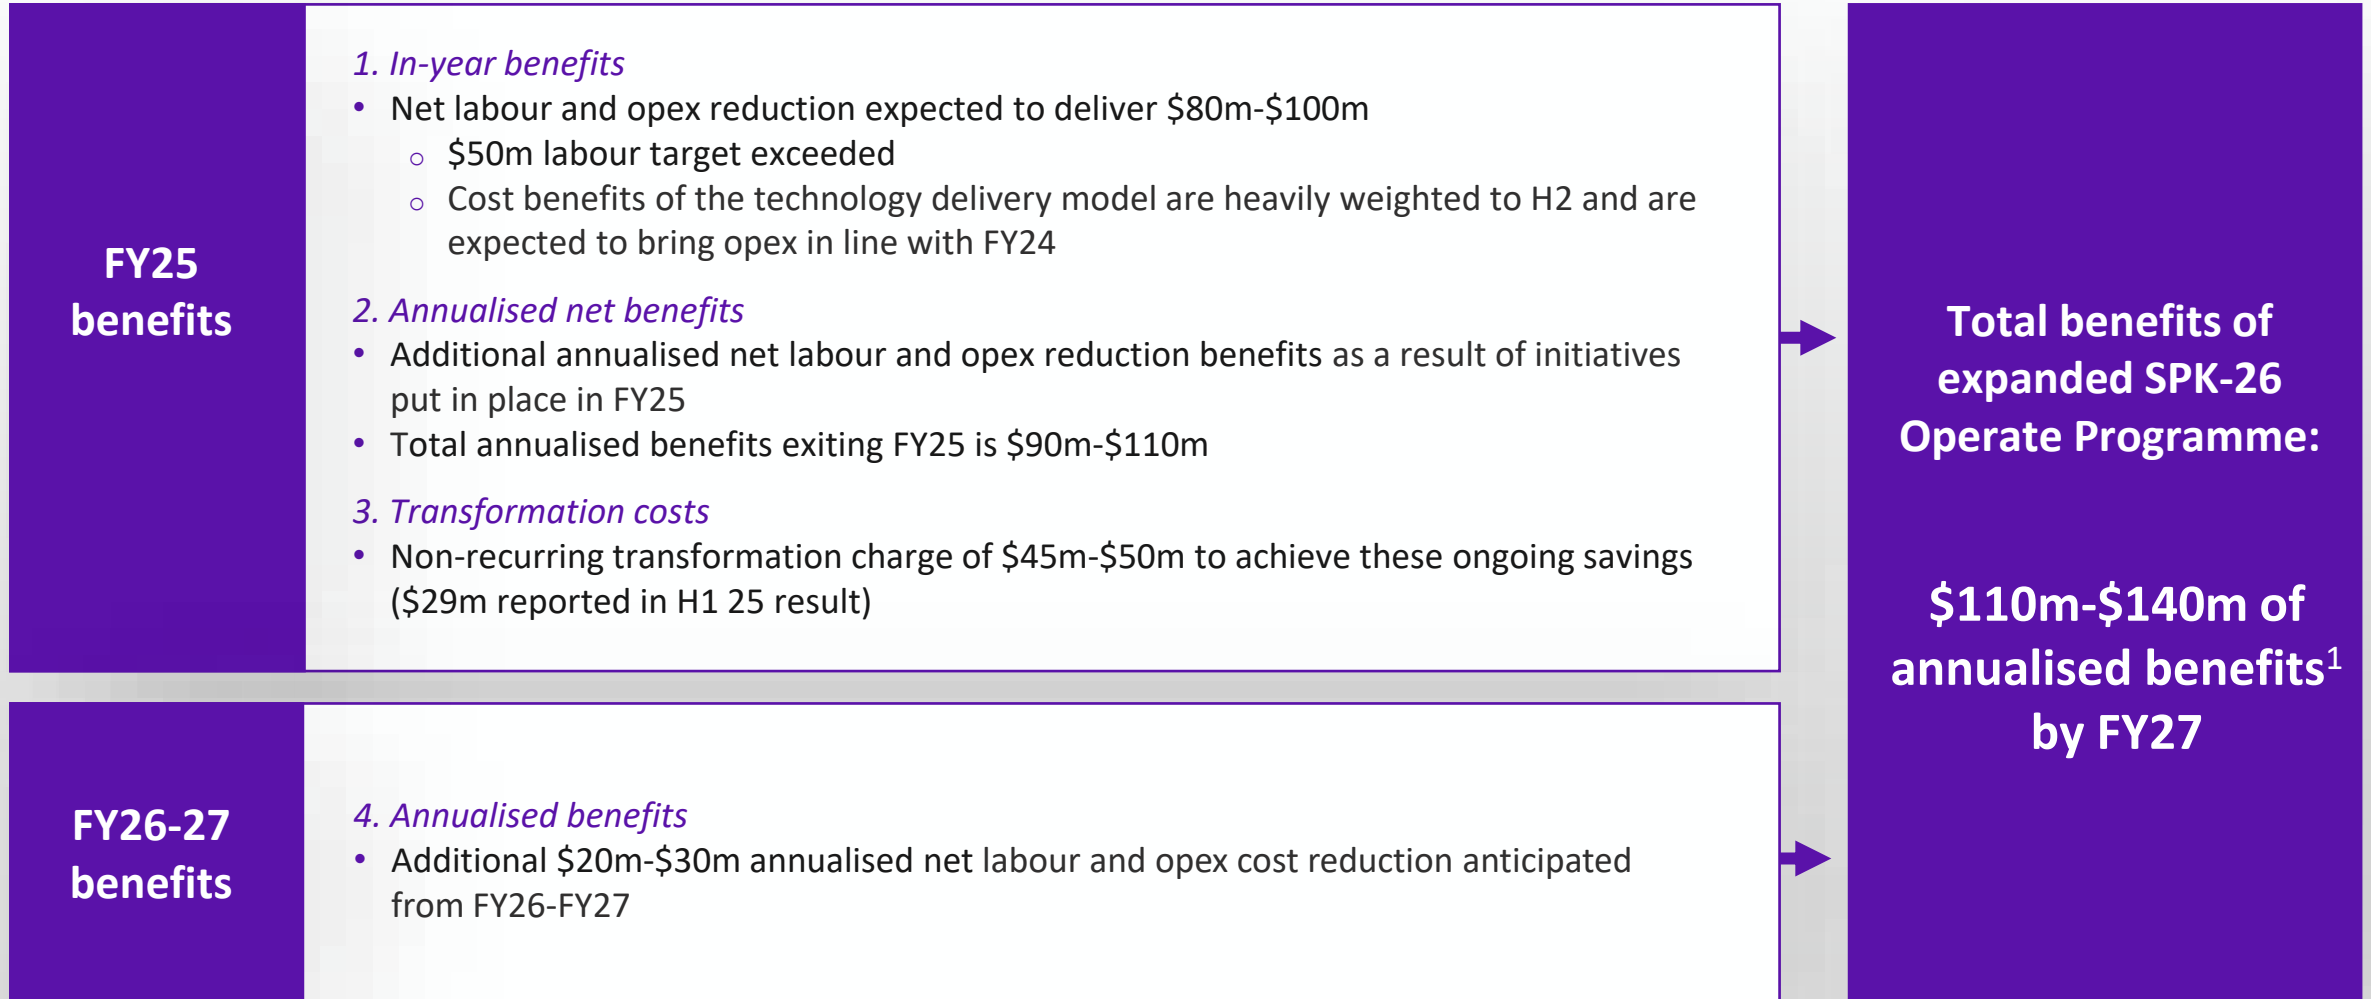 FY25
benefits
1. In-year benefits
• Net labour and opex reduction expected to deliver $80m-$100m
o $50m labour target exceeded
o Cost benefits of the technology delivery model are heavily weighted to H2 and are
expected to bring opex in line with FY24
2. Annualised net benefits
• Additional annualised net labour and opex reduction benefits as a result of initiatives
put in place in FY25
• Total annualised benefits exiting FY25 is $90m-$110m
3. Transformation costs
• Non-recurring transformation charge of $45m-$50m to achieve these ongoing savings
($29m reported in H1 25 result)
FY26-27
benefits
4. Annualised benefits
• Additional $20m-$30m annualised net labour and opex cost reduction anticipated
from FY26-FY27
Total benefits of
expanded SPK-26
Operate Programme:
$110m-$140m of
annualised benefits1
by FY27